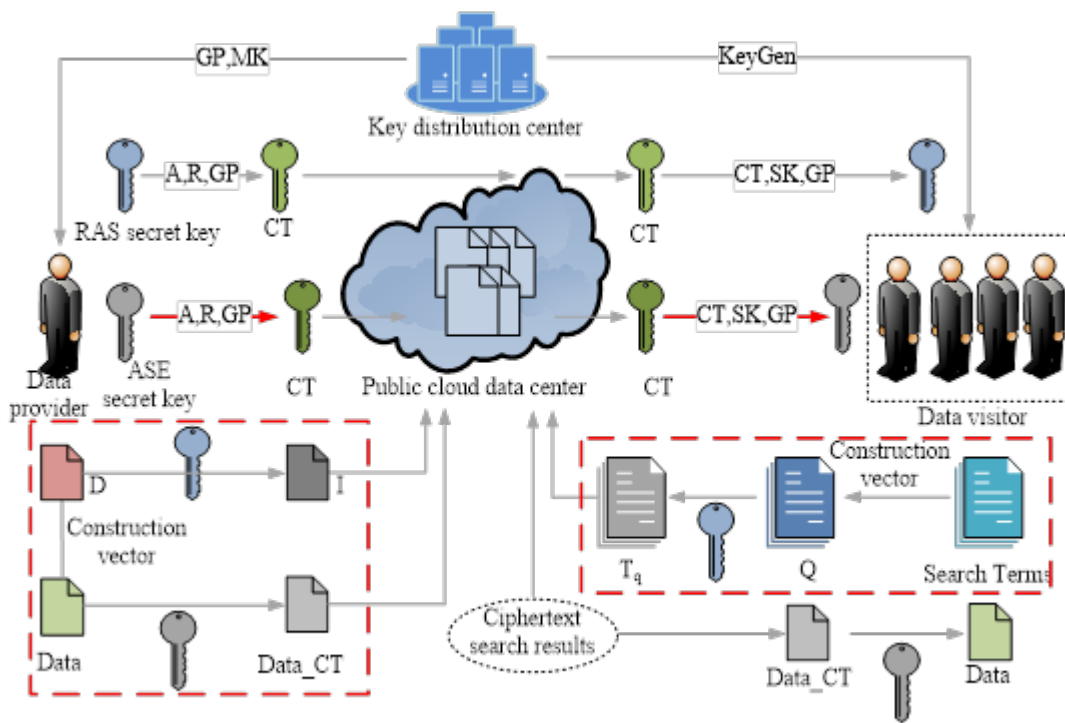 GP,MK
KeyGen
Key distribution center
A,R,GP
CT,SK,GP
RAS secret key
CT
CT
A,R,GP
CT,SK,GP
Data
provider
ASE
secret key
CT
Public cloud data center
CT
Data visitor
D
I
Construction
vector
Construction
vector
Tq
Q
Search Terms
Data
Data_CT
Ciphertext
search results
Data_CT
Data